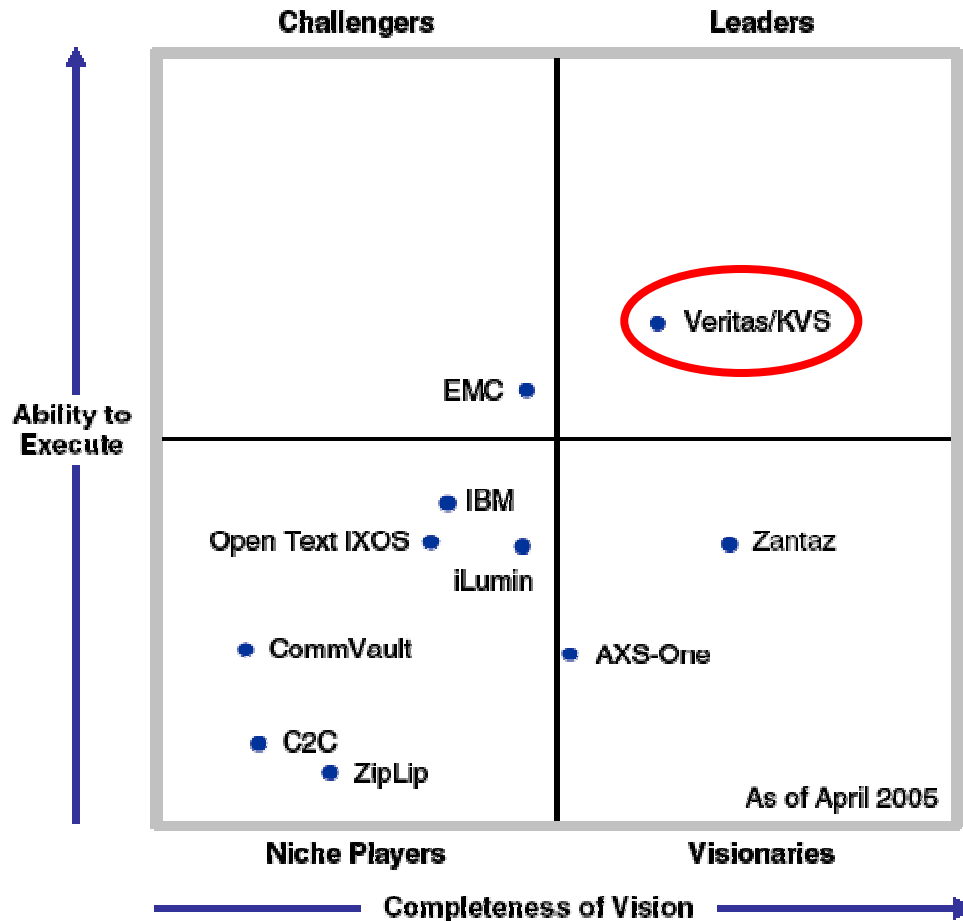 Challengers
Leaders
Veritas/KVS
EMC
Ability to
Execute
IBM
Open Text IXOS
iLumin
Zantaz
CommVault
AXS-One
C2C
ZipLip
As of April 2005
Niche Players
Visionaries
Completeness of Vision